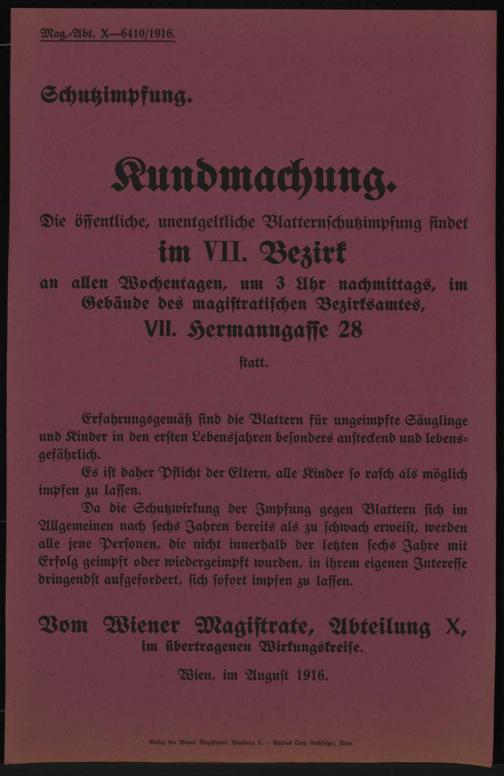 Mag.-Abt. X—6410/1916.
Schutzimpfung.
Kundmachung.
Die öffentliche, unentgeltliche Blatternschutzimpfung findet
im VII. Bezirk
an allen Wochentagen, um 3 Uhr nachmittags, im
Gebäude des magistratischen Bezirksamtes,
VII. Hermanngasse 28
statt.
Erfahrungsgemäß sind die Blattern für ungeimpfte Säuglinge
und Kinder in den ersten Lebensjahren besonders ansteckend und lebens-
gefährlich.
Es ist daher Pflicht der Eltern, alle Kinder so rasch als möglich
impfen zu lassen.
Da die Schutzwirkung der Impfung gegen Blattern sich im
Allgemeinen nach sechs Jahren bereits als zu schwach erweist, werden
alle jene Personen, die nicht innerhalb der letzten sechs Jahre mit
Erfolg geimpft oder wiedergeimpft wurden, in ihrem eigenen Interesse
dringendst aufgefordert, sich sofort impfen zu lassen.
Vom Wiener Magistrate, Abteilung X,
im übertragenen Wirkungskreise.
Wien, im August 1916.
Verlag des Wiener Magistrates, Abteilung X. —